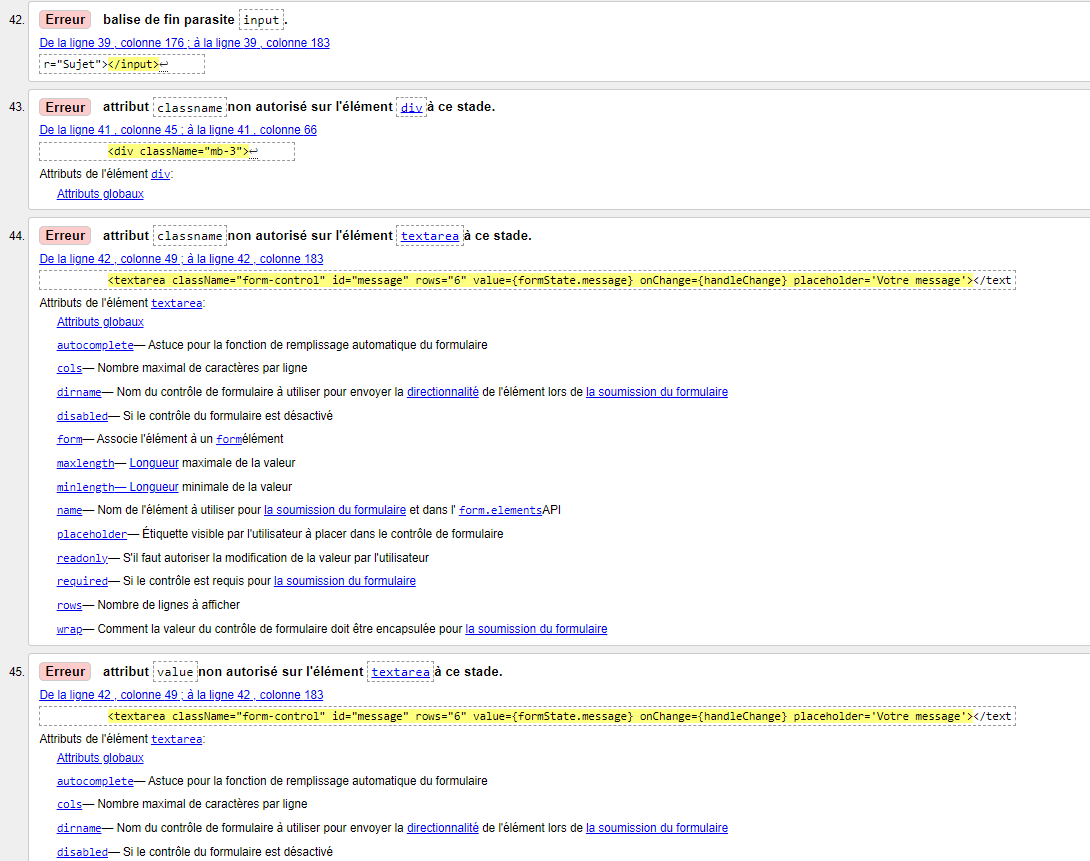 42. Erreur balise de fin parasite input.
De la ligne 39 , colonne 176 ; à la ligne 39 , colonne 183
r="Sujet"></input>↩
43. Erreur attribut classname non autorisé sur l'élément div à ce stade.
De la ligne 41 , colonne 45 ; à la ligne 41 , colonne 66
<div className="mb-3">↩
Attributs de l'élément div:
Attributs globaux
44. Erreur attribut classname non autorisé sur l'élément textarea à ce stade.
De la ligne 42 , colonne 49 ; à la ligne 42 , colonne 183
<textarea className="form-control" id="message" rows="6" value={formState.message} onChange={handleChange} placeholder='Votre message'></text
Attributs de l'élément textarea:
Attributs globaux
autocomplete— Astuce pour la fonction de remplissage automatique du formulaire
cols— Nombre maximal de caractères par ligne
dirname— Nom du contrôle de formulaire à utiliser pour envoyer la directionnalité de l'élément lors de la soumission du formulaire
disabled— Si le contrôle du formulaire est désactivé
form— Associe l'élément à un formélément
maxlength— Longueur maximale de la valeur
minlength— Longueur minimale de la valeur
name— Nom de l'élément à utiliser pour la soumission du formulaire et dans l' form.elementsAPI
placeholder— Étiquette visible par l'utilisateur à placer dans le contrôle de formulaire
readonly— S'il faut autoriser la modification de la valeur par l'utilisateur
required— Si le contrôle est requis pour la soumission du formulaire
rows— Nombre de lignes à afficher
wrap— Comment la valeur du contrôle de formulaire doit être encapsulée pour la soumission du formulaire
45. Erreur attribut value non autorisé sur l'élément textarea à ce stade.
De la ligne 42 , colonne 49 ; à la ligne 42 , colonne 183
<textarea className="form-control" id="message" rows="6" value={formState.message} onChange={handleChange} placeholder='Votre message'></text
Attributs de l'élément textarea:
Attributs globaux
autocomplete— Astuce pour la fonction de remplissage automatique du formulaire
cols— Nombre maximal de caractères par ligne
dirname— Nom du contrôle de formulaire à utiliser pour envoyer la directionnalité de l'élément lors de la soumission du formulaire
disabled— Si le contrôle du formulaire est désactivé